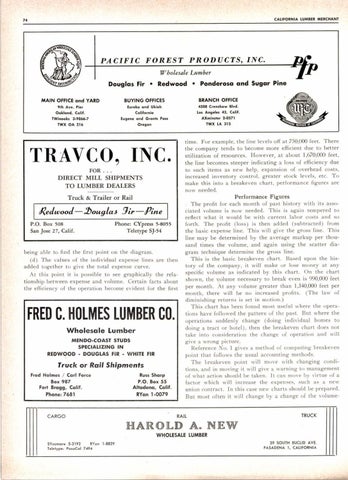 74
CALIFORNIA LUMBER MERCHANT
PACIFIC FOREST PRODUCTS, INC.
Wholesale Lumber
Douglas Fir • Redwood • Ponderosa and Sugar Pine
PfP
MAIN OFFICE and YARD
9th Ave. Pier
Oakland, Calif.
TWinoaks 3-9866-7
TWX OA 216
BUYING OFFICES
Eureka and Ukiah
California
Eugene and Grants Pass
Oregon
BRANCH OFFICE
4268 Crenshaw Blvd.
Los Angeles 43, Calif.
AXminster 2-8571
TWX LA 313
TRAVCO, INC.
FOR . . .
DIRECT MILL SHIPMENTS
TO LUMBER DEALERS
Truck & Trailer or Rail
Redwood—Douglas Fir—Pine
P.O. Box 508
San Jose 27, Calif.
Phone: CYpress 5-8055
Teletype SJ-54
being able to find the first point on the diagram.
(d) The values of the individual expense lines are then
added together to give the total expense curve.
At this point it is possible to see graphically the rela-
tionship between expense and volume. Certain facts about
the efficiency of the operation become evident for the first
FRED C. HOLMES LUMBER CO.
Wholesale Lumber
MENDO-COAST STUDS
SPECIALIZING IN
REDWOOD - DOUGLAS FIR - WHITE FIR
Truck or Rail Shipments
Fred Holmes / Carl Force
Box 987
Fort Bragg, Calif.
Phone: 7681
Russ Sharp
P.O. Box 55
Altadena, Calif.
RYan 1-0079
time. For example, the line levels off at 750,000 feet. There
the company tends to become more efficient due to better
utilization of resources. However, at about 1,670,000 feet,
the line becomes steeper indicating a loss of efficiency due
to such items as new help, expansion of overhead costs,
increased inventory control, greater stock levels, etc. To
make this into a breakeven chart, performance figures are
now needed.
Performance Figures
The profit for each month of past history with its asso-
ciated volume is now needed. This is again tempered to
reflect what it would be with current labor costs and so
forth. The profit (loss) is then added (subtracted) from
the basic expense line. This will give the gross line. This
line may be determined by the average markup per thou-
sand times the volume, and again using the scatter dia-
gram technique determine the gross line.
This is the basic breakeven chart. Based upon the his-
tory of the company, it will make or lose money at any
specific volume as indicated by this chart. On the chart
shown, the volume necessary to break even is 900,000 feet
per month. At any volume greater than 1,340,000 feet per
month, there will be no increased profits. (The law of
diminishing returns is set in motion.)
This chart has been found most useful where the opera-
tions have followed the pattern of the past. But where the
operations suddenly change (doing individual homes to
doing a tract or hotel), then the breakeven chart does not
take into consideration the change of operation and will
give a wrong picture.
Reference No. 1 gives a method of computing breakeven
point that follows the usual accounting methods.
The breakeven point will move with changing condi-
tions, and in moving it will give a warning to management
of what action should be taken. It can move by virtue of a
factor which will increase the expenses, such as a new
union contract. In this case new charts should be prepared.
But most often it will change by a change of the volume-
CARGO
RAIL
TRUCK
HAROLD A. NEW
WHOLESALE LUMBER
RYan 1-8839
39 SOUTH EUCLID AVE.
PASADENA 1, CALIFORNIA